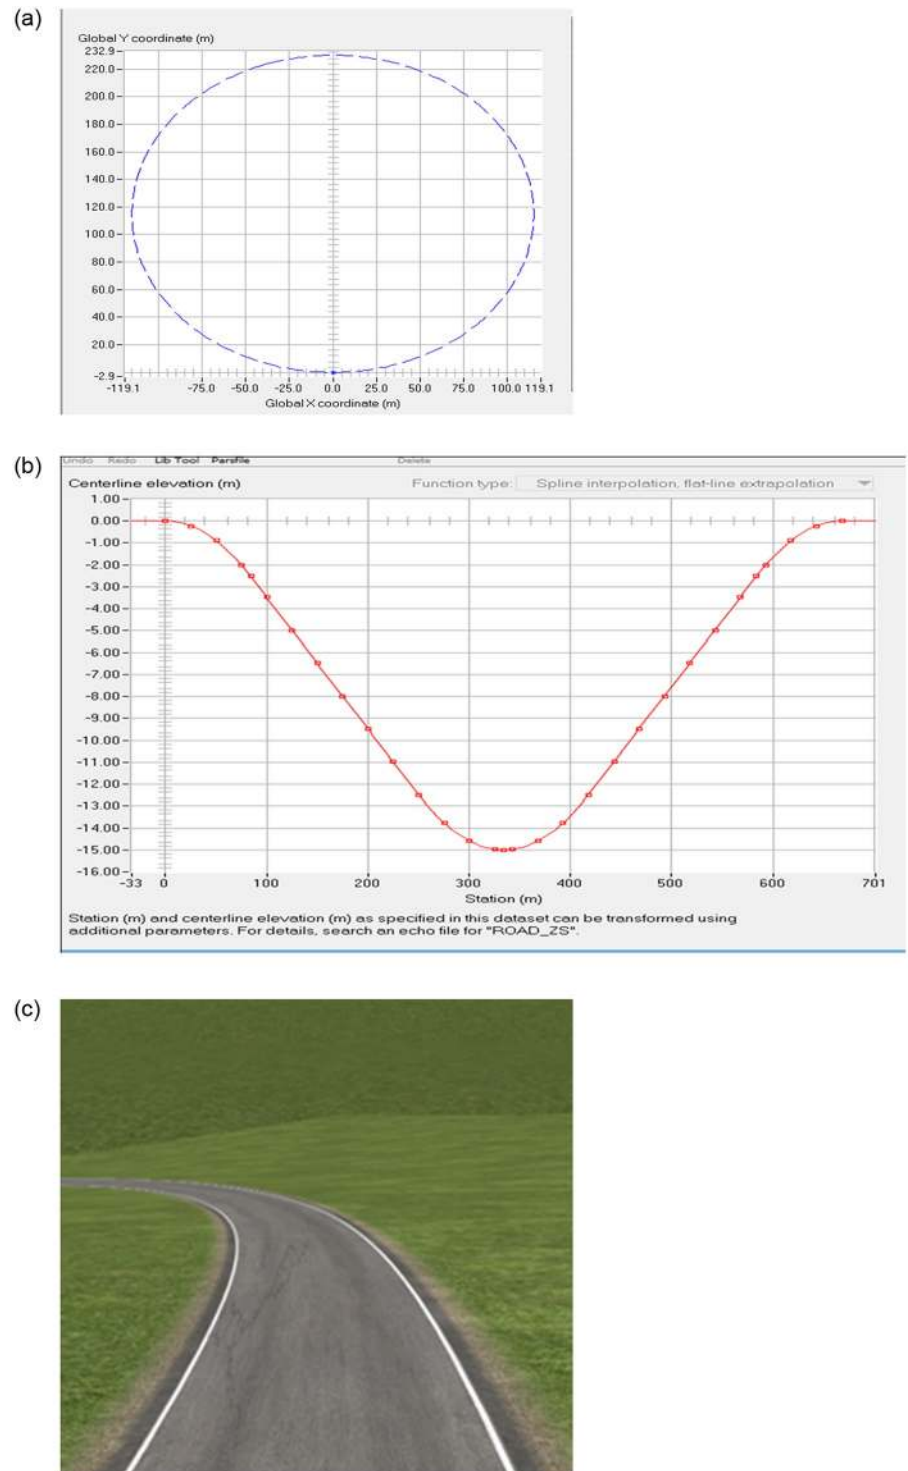 (a)
Global Y coordinate (m)
232.9
220.0
200.0
180.0
160.0
140.0
120.0
100.0
80.0
60.0
40.0
20.0
-2.9
-119.1 -75.0 -50.0 -25.0 0.0 25.0 50.0 75.0 100.0 119.1
Global X coordinate (m)
(b)
Undo Redo Lib Tool Parsfile Delete
Centerline elevation (m) Function type: Spline interpolation, flat-line extrapolation
1.00
0.00
-1.00
-2.00
-3.00
-4.00
-5.00
-6.00
-7.00
-8.00
-9.00
-10.00
-11.00
-12.00
-13.00
-14.00
-15.00
-16.00
-33 0 100 200 300 400 500 600 701
Station (m)
Station (m) and centerline elevation (m) as specified in this dataset can be transformed using
additional parameters. For details, search an echo file for "ROAD_ZS".
(c)